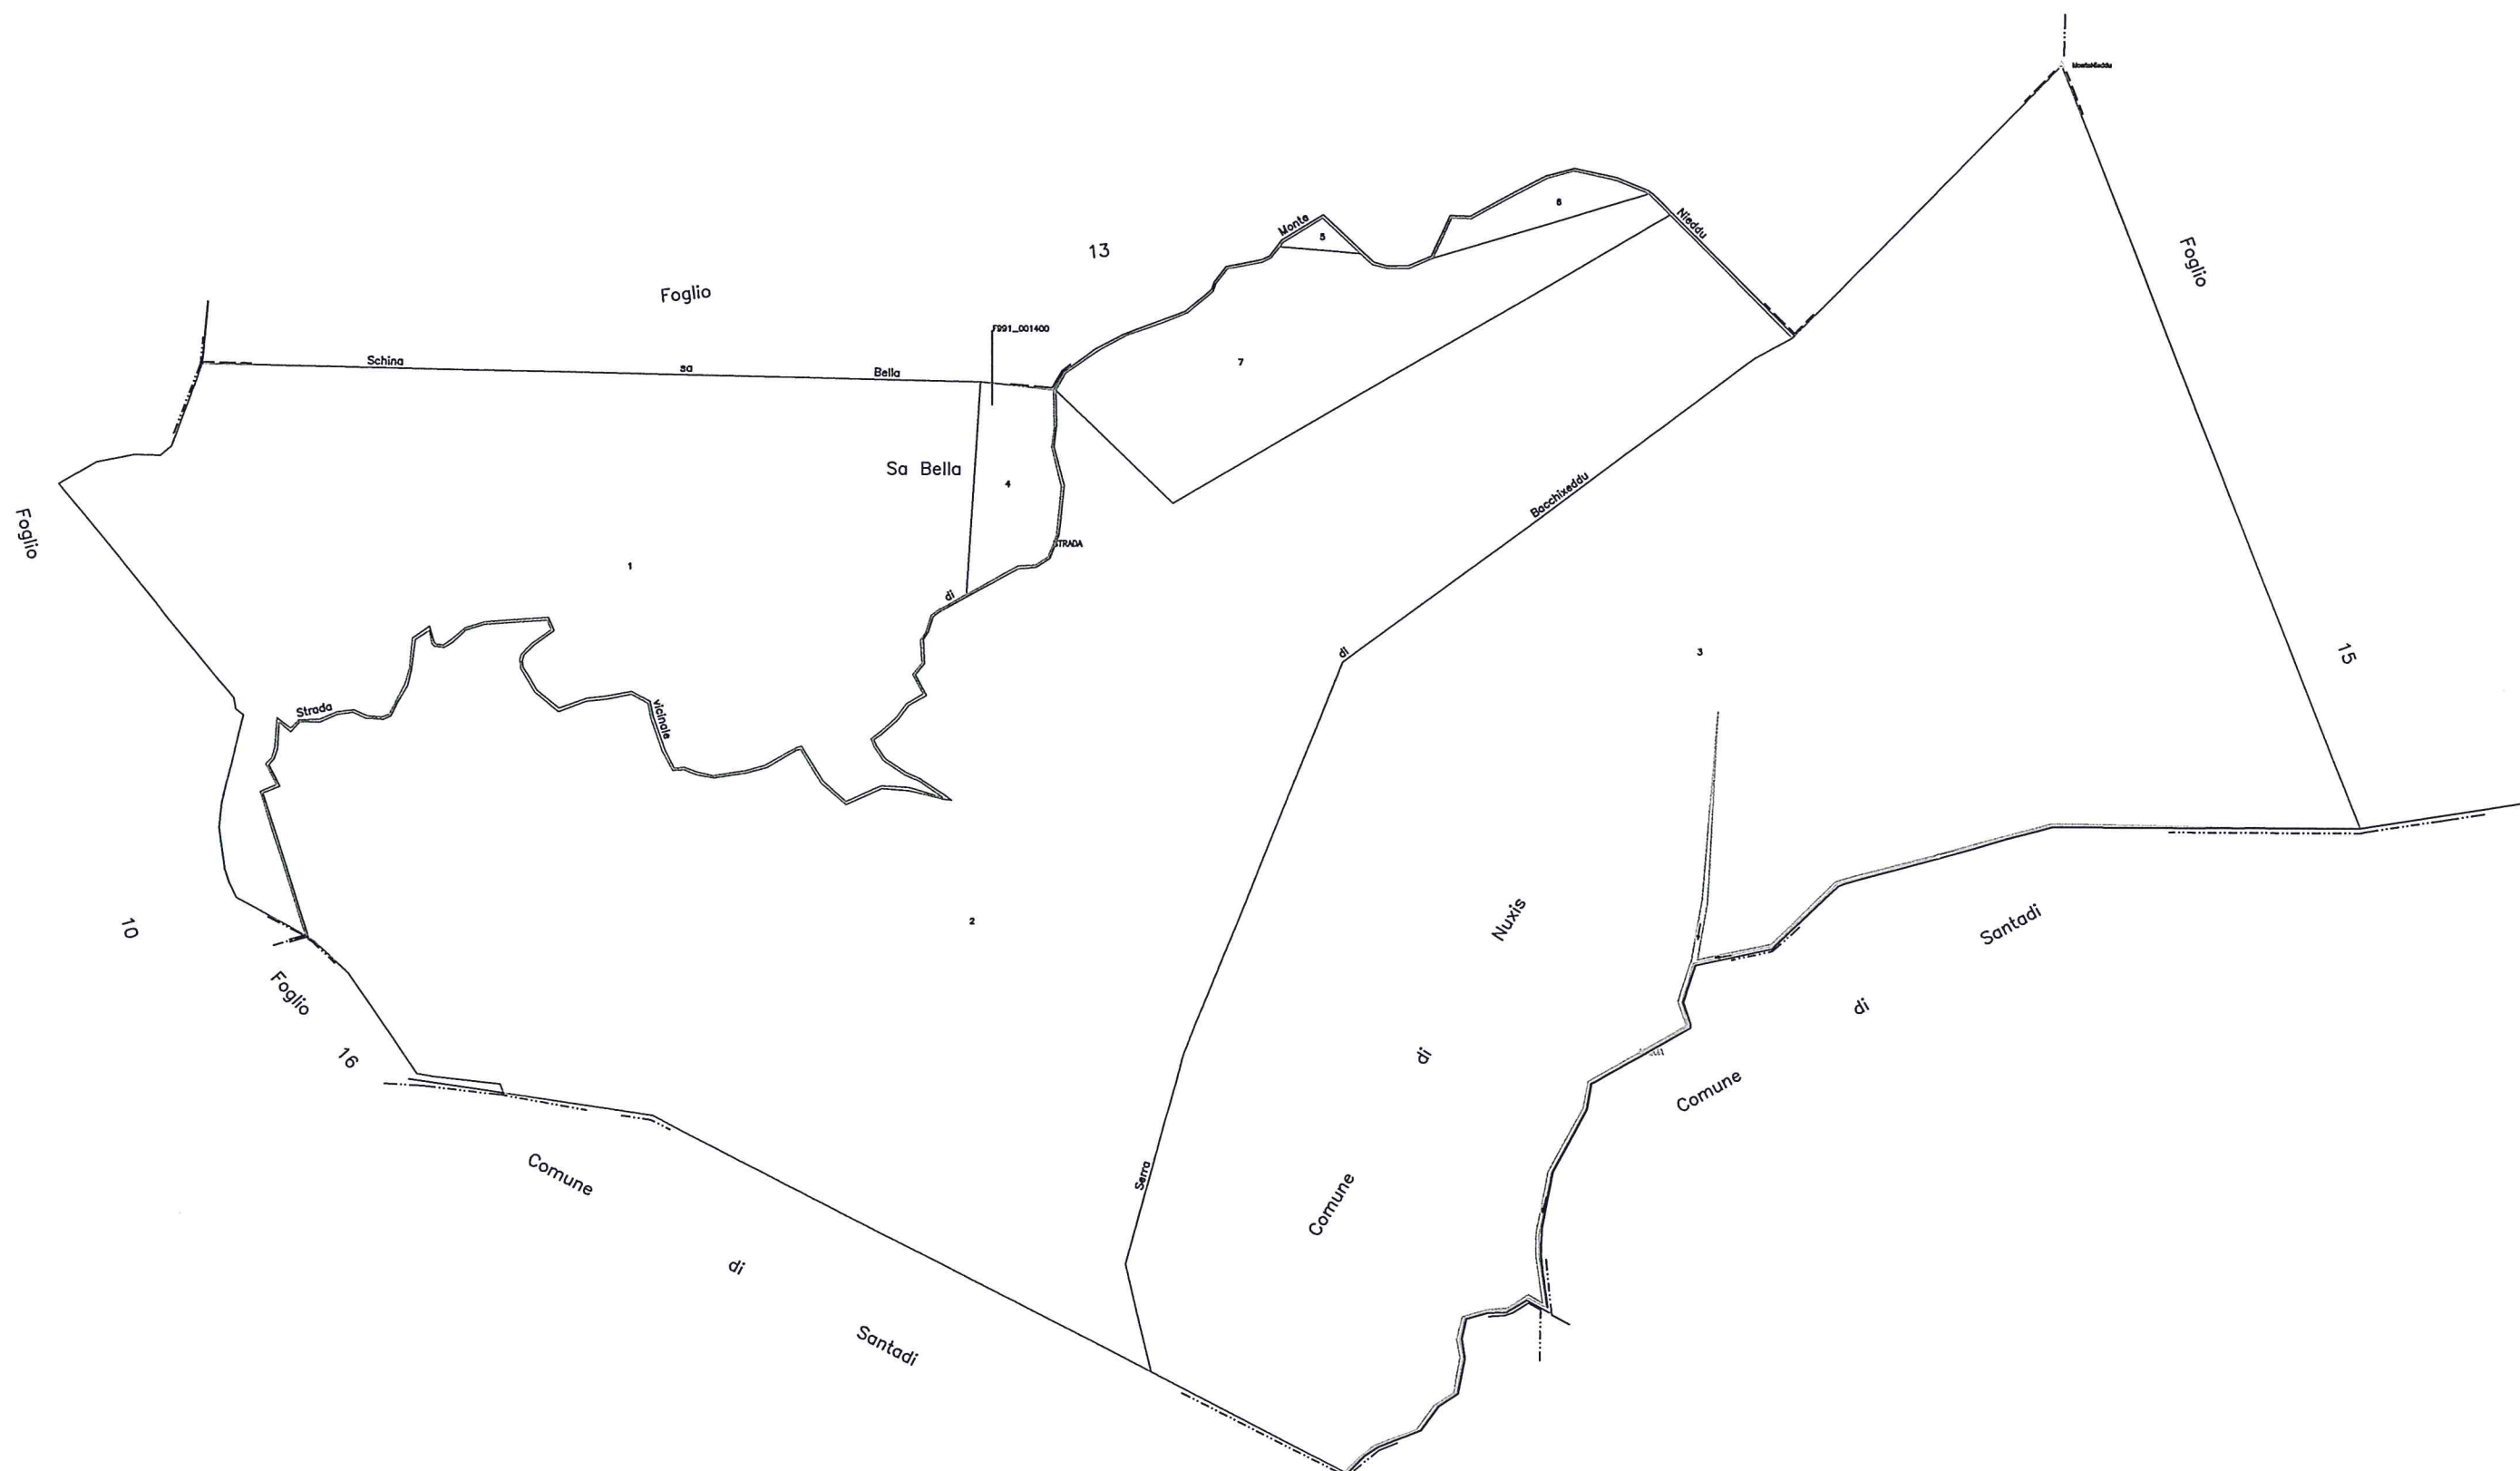 MonteNieddu
6
Monte
5
Nieddu
13
Foglio
Foglio
F991_001400
Schina sa Bella
7
Sa Bella
4
Bacchixeddu
Foglio
STRADA
1
di
di
3
15
Strada
vicinale
Nuxis
Santadi
10
2
Foglio
di
16
di
Comune
Comune
Serra
Comune
di
Santadi